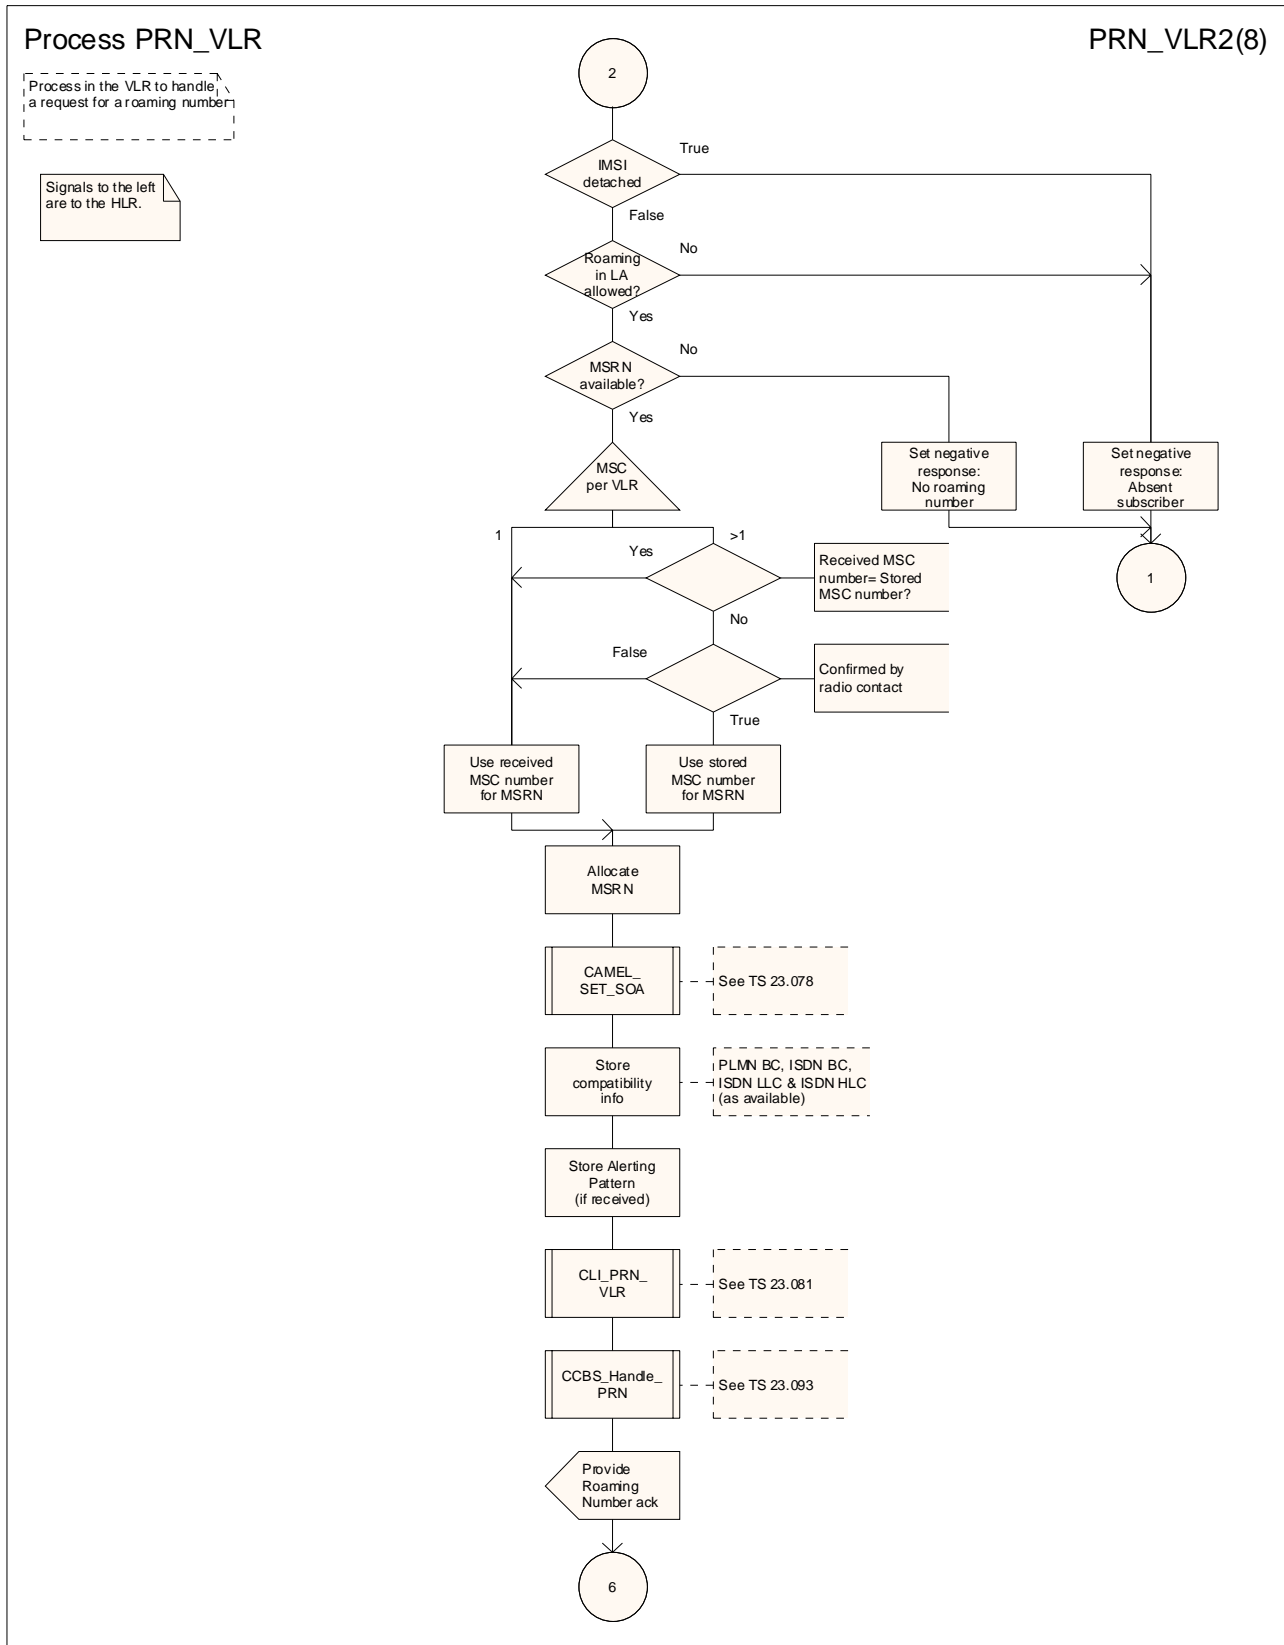 Process PRN_VLR
PRN_VLR2(8)
Process in the VLR to handle
a request for a roaming number
Signals to the left
are to the HLR.
2
IMSI
detached
True
False
Roaming
in LA
allowed?
No
Yes
MSRN
available?
No
Yes
MSC
per VLR
Set negative
response:
No roaming
number
Set negative
response:
Absent
subscriber
1
>1
Yes
Received MSC
number= Stored
MSC number?
1
No
False
Confirmed by
radio contact
True
Use received
MSC number
for MSRN
Use stored
MSC number
for MSRN
Allocate
MSRN
CAMEL_
SET_SOA
See TS 23.078
Store
compatibility
info
PLMN BC, ISDN BC,
ISDN LLC & ISDN HLC
(as available)
Store Alerting
Pattern
(if received)
CLI_PRN_
VLR
See TS 23.081
CCBS_Handle_
PRN
See TS 23.093
Provide
Roaming
Number ack
6